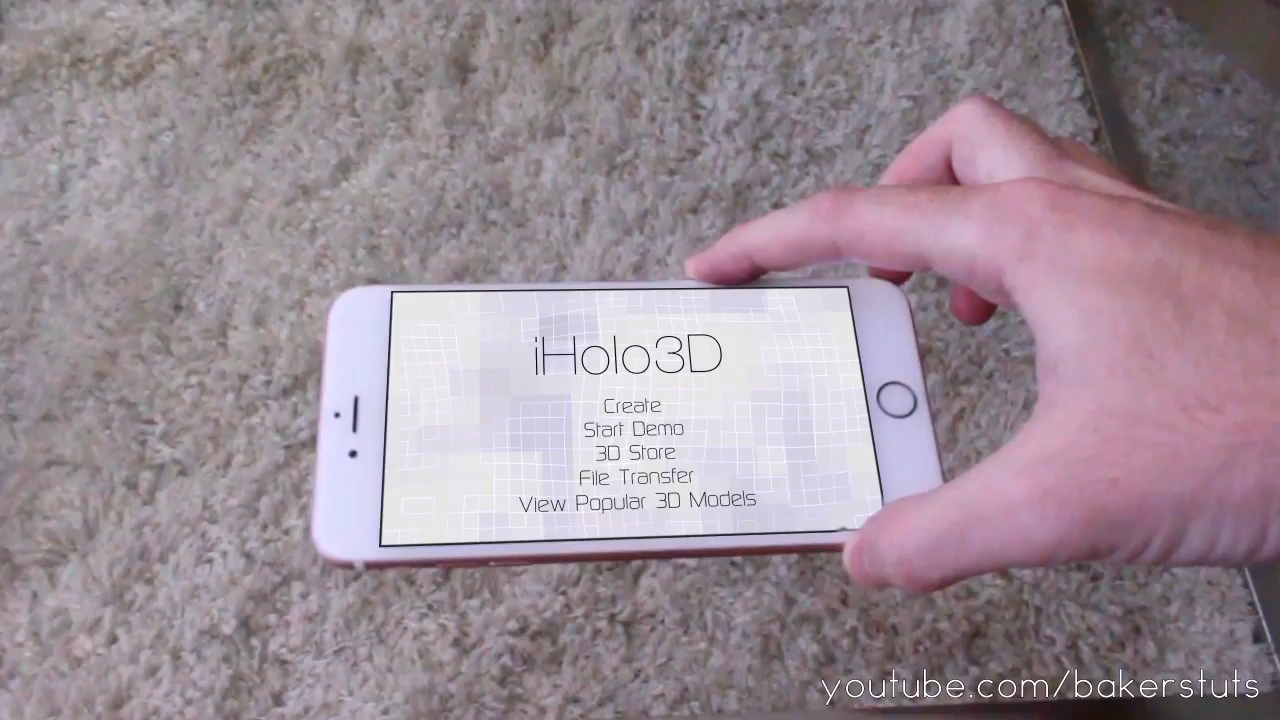 iHolo3D
Create
Start Demo
3D Store
File Transfer
View Popular 3D Models
youtube.com/bakerstuts